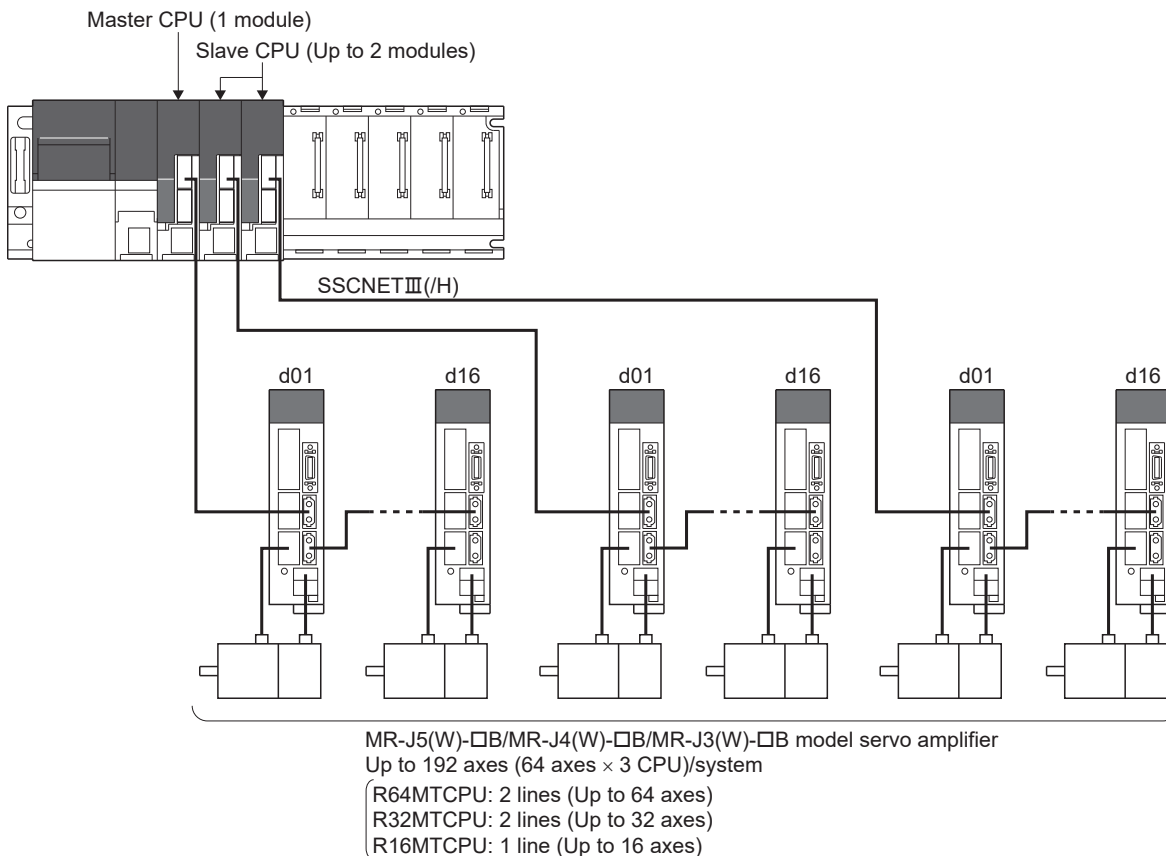 Master CPU (1 module)
Slave CPU (Up to 2 modules)
SSCNETⅢ(/H)
d01 d16 d01 d16 d01 d16
MR-J5(W)-□B/MR-J4(W)-□B/MR-J3(W)-□B model servo amplifier
Up to 192 axes (64 axes × 3 CPU)/system
R64MTCPU: 2 lines (Up to 64 axes)
R32MTCPU: 2 lines (Up to 32 axes)
R16MTCPU: 1 line (Up to 16 axes)